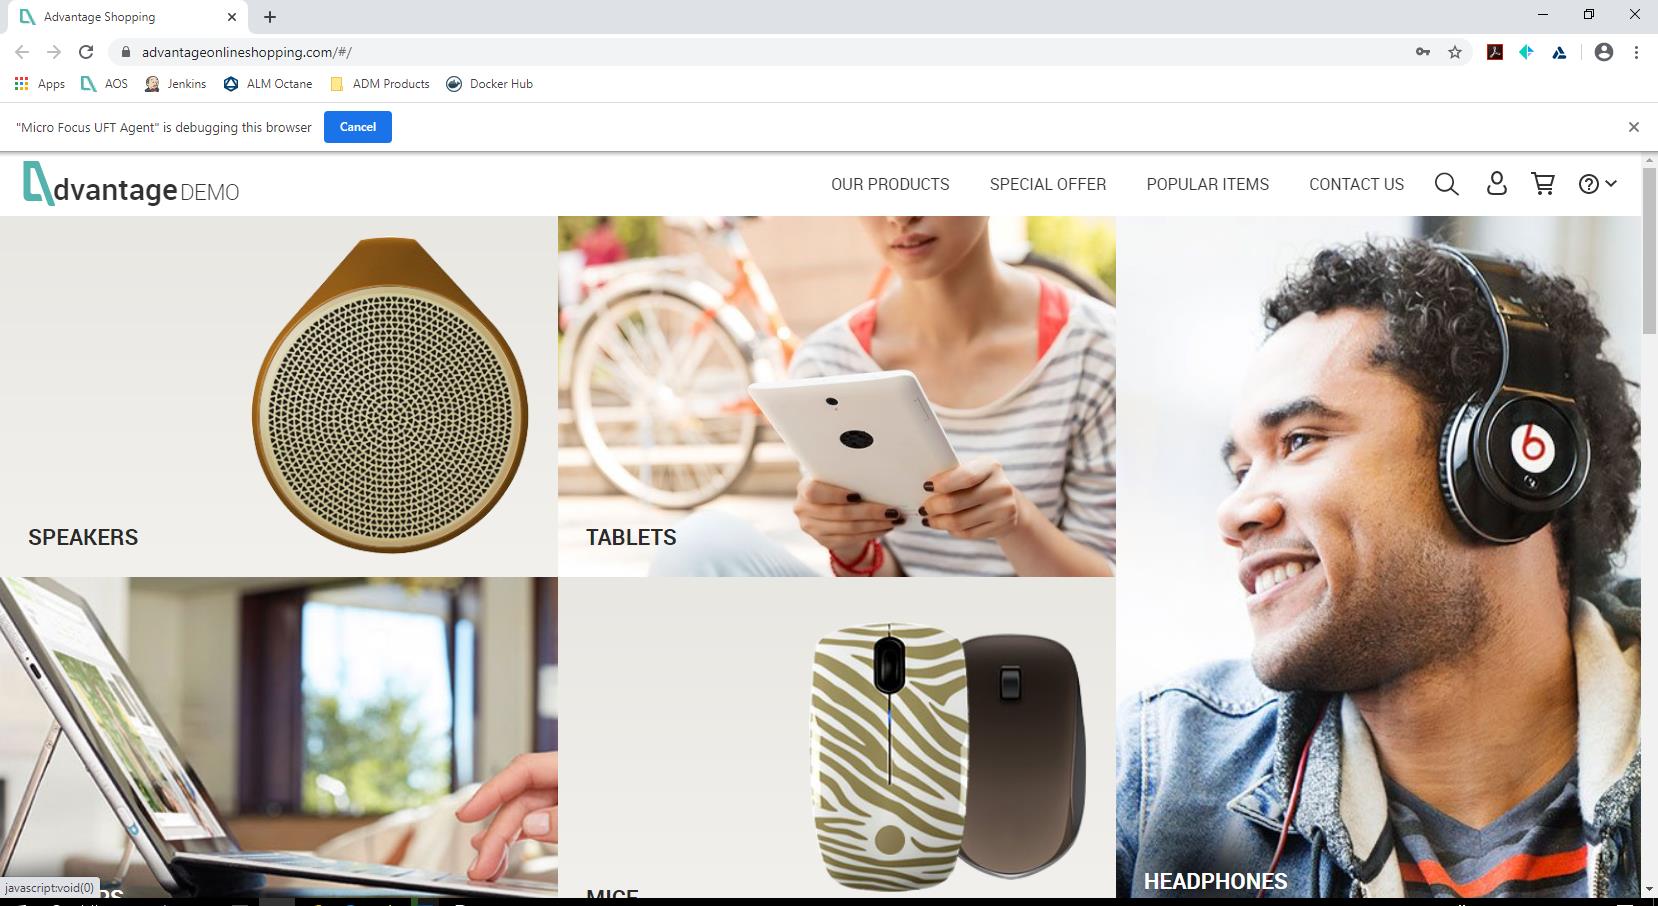 Advantage Shopping
advantageonlineshopping.com/#/
Apps AOS Jenkins ALM Octane ADM Products Docker Hub
"Micro Focus UFT Agent" is debugging this browser Cancel
dvantage DEMO OUR PRODUCTS SPECIAL OFFER POPULAR ITEMS CONTACT US
SPEAKERS
TABLETS
HEADPHONES
MICE
javascript:void(0)